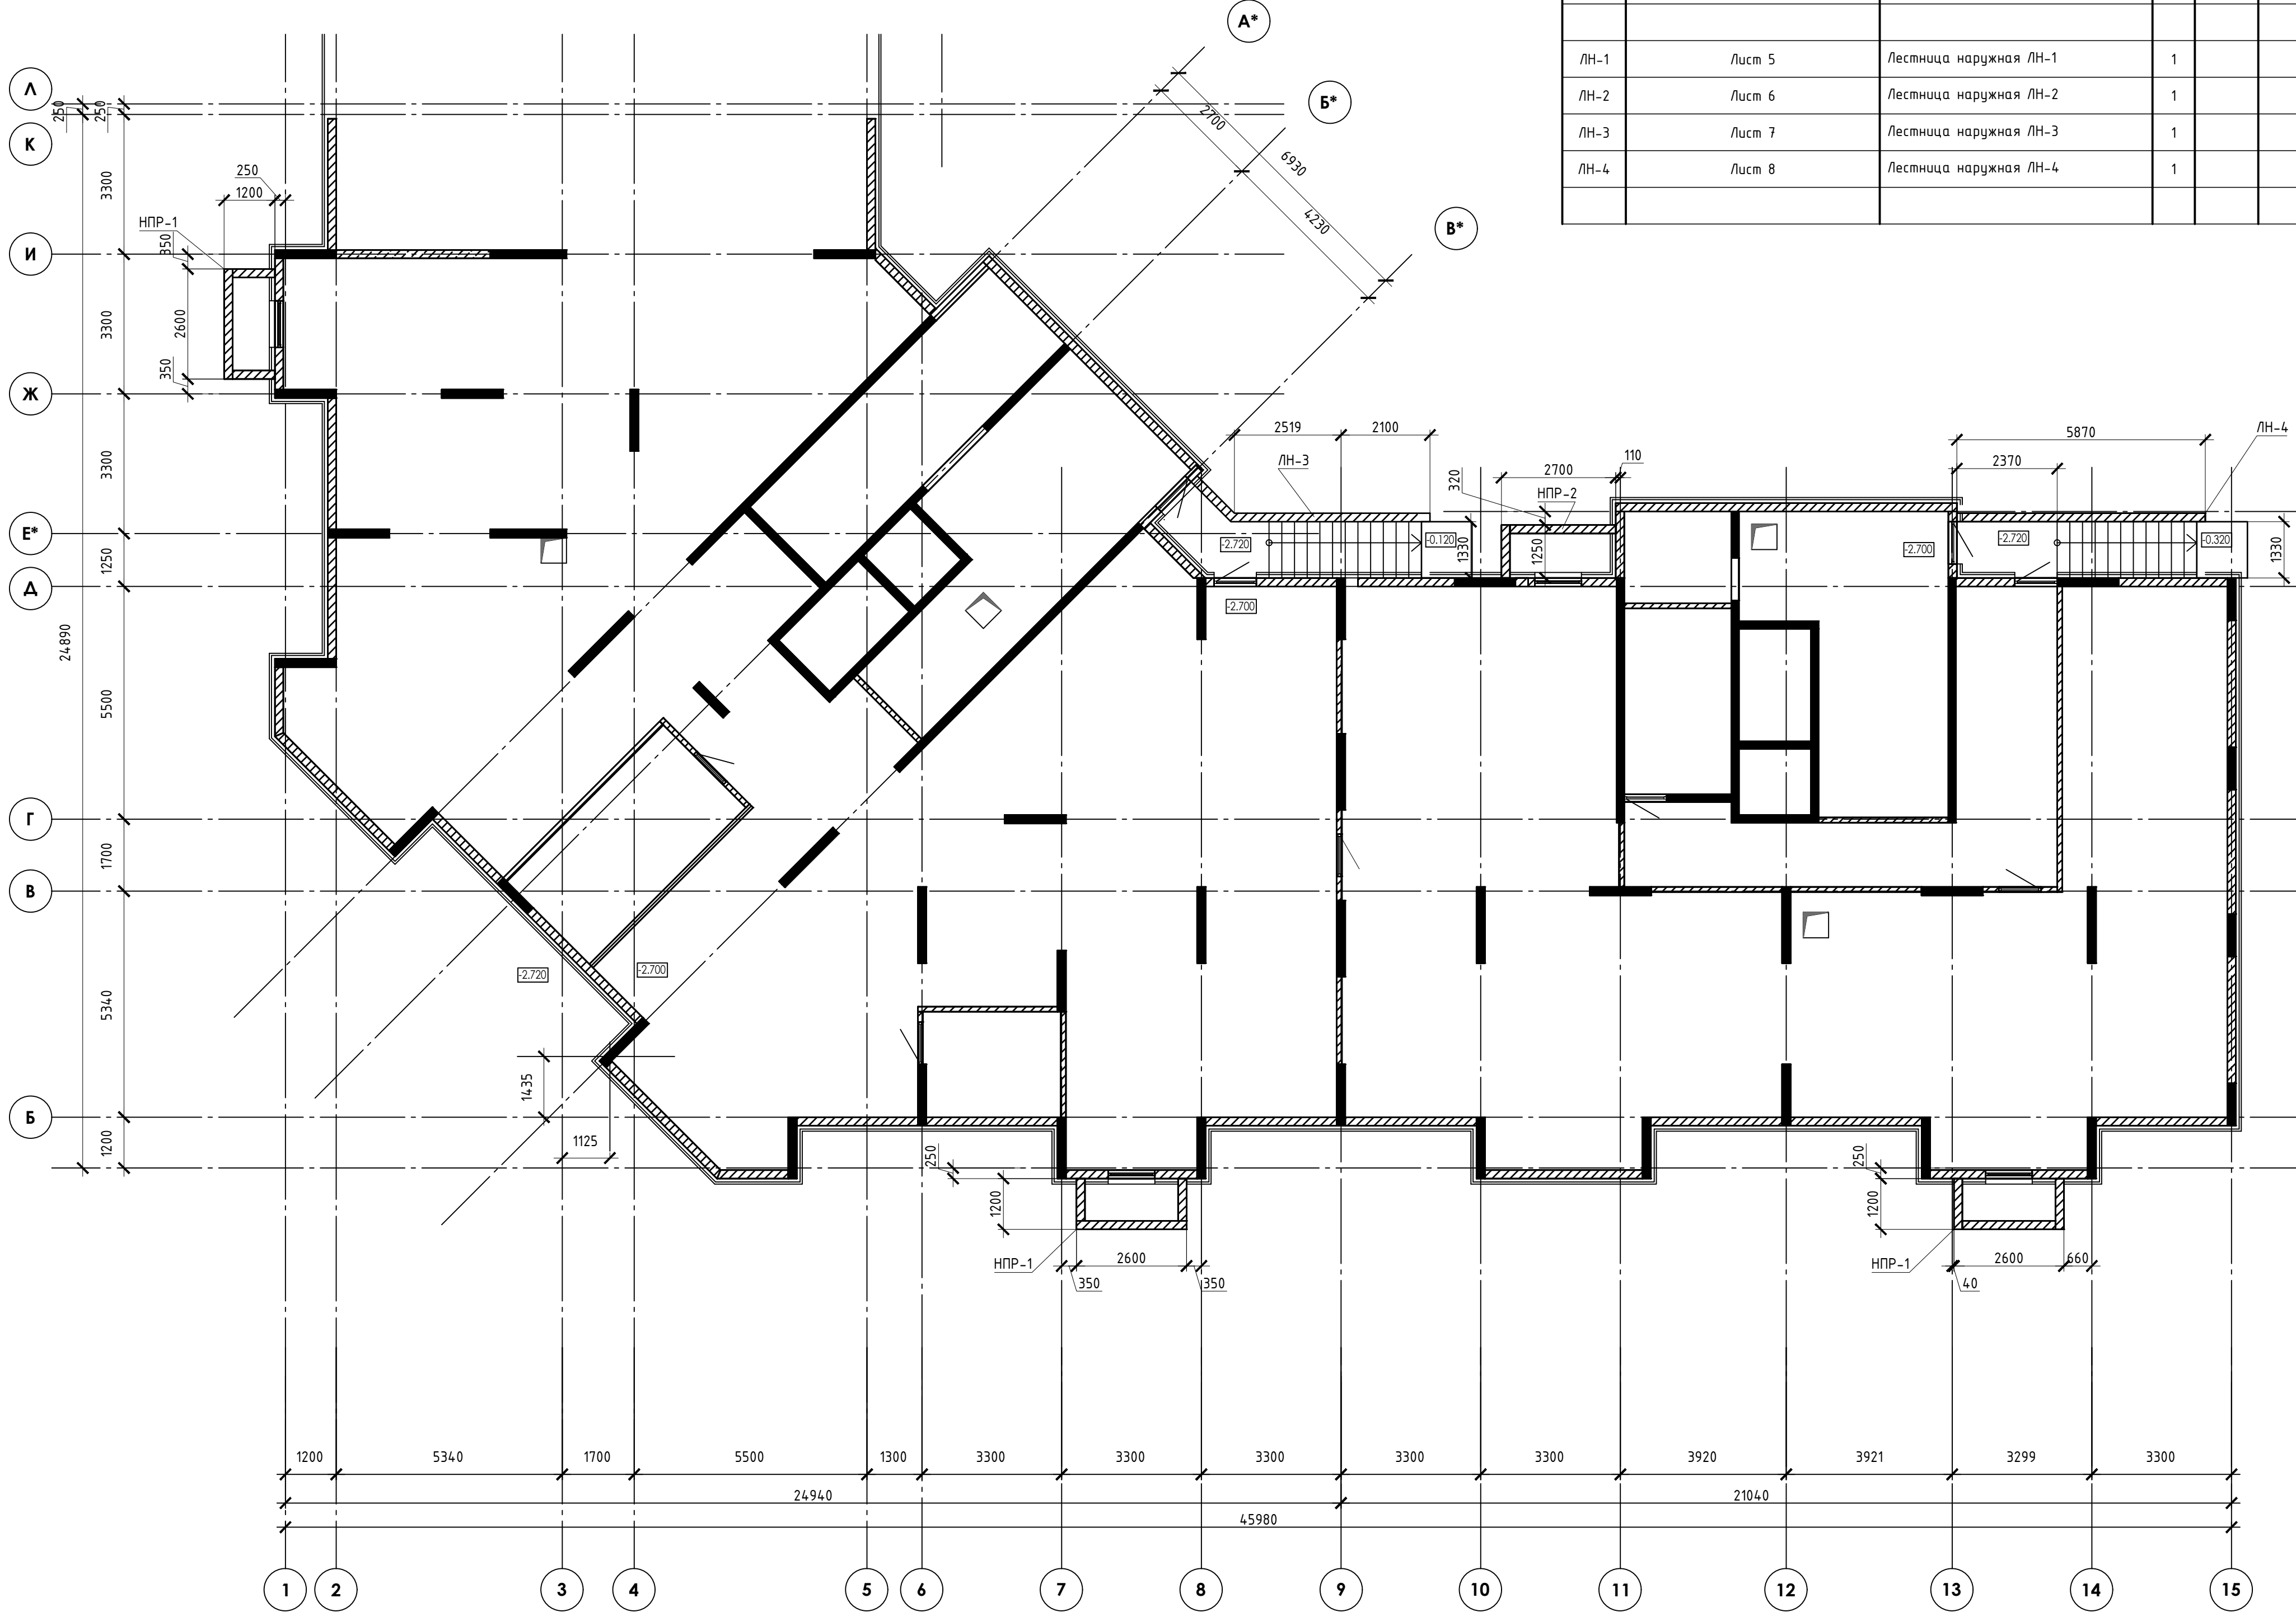 А*
Б*
В*
ЛН-1 Лист 5 Лестница наружная ЛН-1 1
ЛН-2 Лист 6 Лестница наружная ЛН-2 1
ЛН-3 Лист 7 Лестница наружная ЛН-3 1
ЛН-4 Лист 8 Лестница наружная ЛН-4 1
2700
6930
4230
Л
К
И
Ж
Е*
Д
Г
В
Б
250
250
3300
3300
3300
1250
5500
1700
5340
1200
24890
250
1200
НПР-1
350
2600
350
2519
2100
ЛН-3
-2.720
-0.120
1330
-2.700
320
2700
110
НПР-2
1250
5870
2370
ЛН-4
-2.700
-2.720
-0.320
1330
-2.720
-2.700
1435
1125
250
1200
НПР-1
2600
350
350
250
1200
НПР-1
2600
660
40
1200 5340 1700 5500 1300 3300 3300 3300 3300 3300 3920 3921 3299 3300
24940 21040
45980
1 2 3 4 5 6 7 8 9 10 11 12 13 14 15